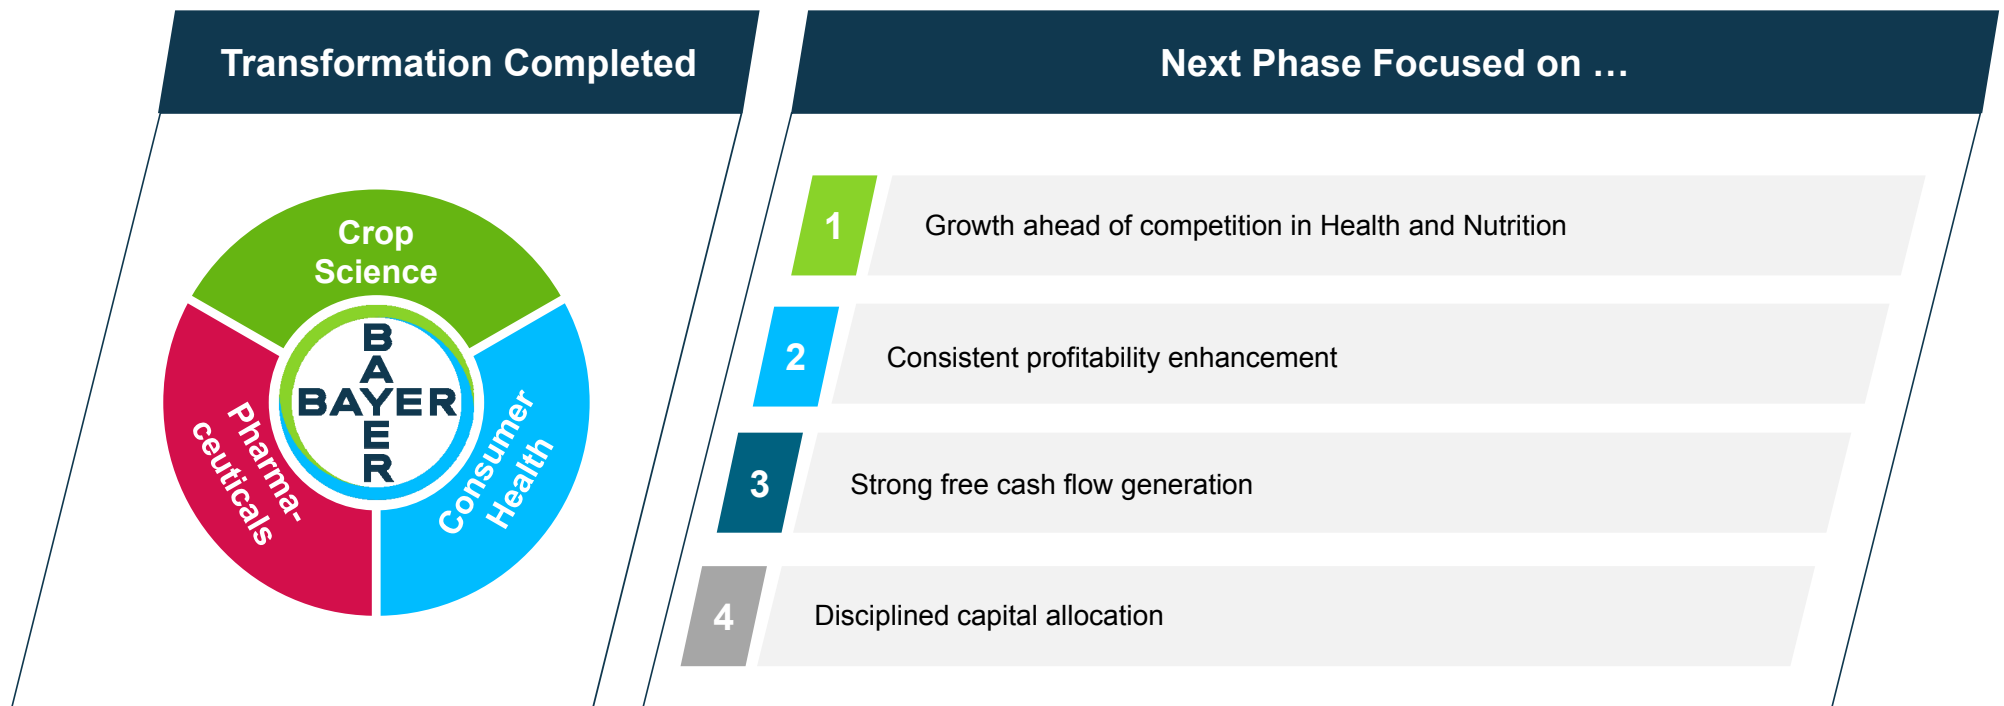 Transformation Completed
Crop
Science
Pharma-
ceuticals
Consumer
Health
BAYER
BAYER
Next Phase Focused on …
1
Growth ahead of competition in Health and Nutrition
2
Consistent profitability enhancement
3
Strong free cash flow generation
4
Disciplined capital allocation